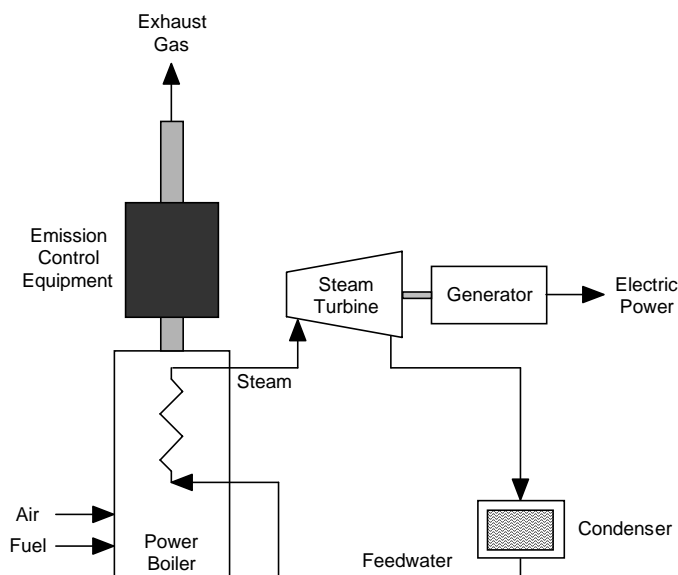 Exhaust
Gas
Emission
Control
Equipment
Steam
Turbine
Generator
Electric
Power
Steam
Air
Fuel
Power
Boiler
Feedwater
Condenser